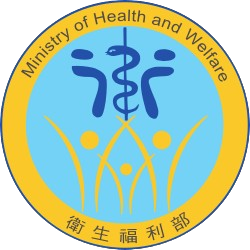 Ministry of Health and Welfare
衛生福利部